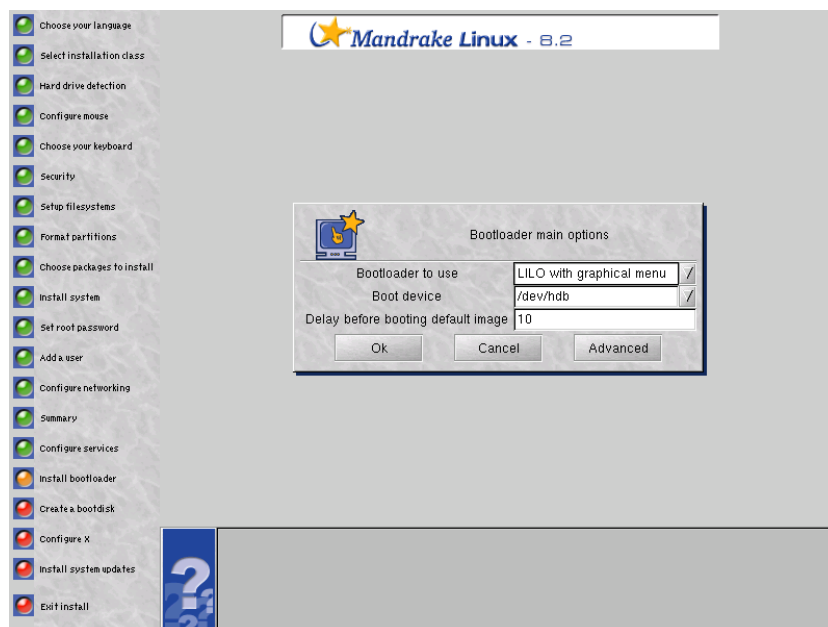 Choose your language
Select installation class
Hard drive detection
Configure mouse
Choose your keyboard
Security
Setup filesystems
Format partitions
Choose packages to install
Install system
Set root password
Add a user
Configure networking
Summary
Configure services
Install bootloader
Create a bootdisk
Configure X
Install system updates
Exit install
Mandrake Linux - 8.2
Bootloader main options
Bootloader to use LILO with graphical menu
Boot device /dev/hdb
Delay before booting default image 10
Ok Cancel Advanced